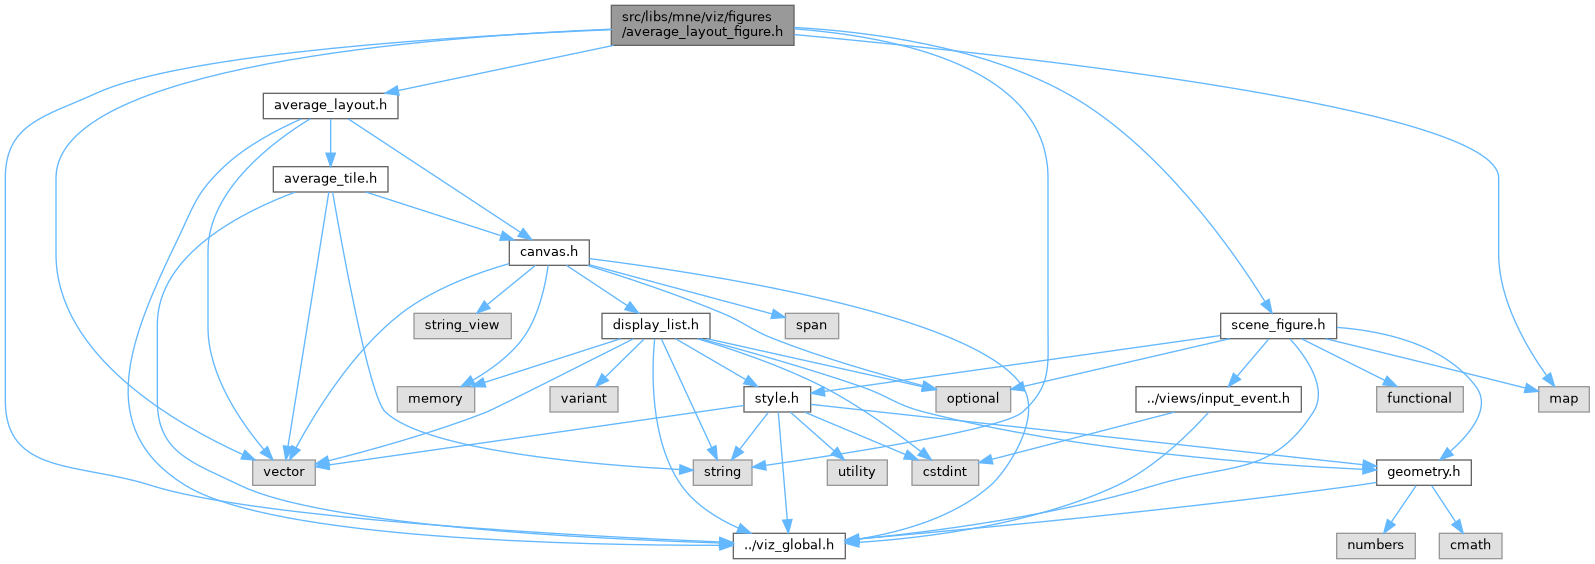 src/libs/mne/viz/figures
/average_layout_figure.h
average_layout.h
average_tile.h
canvas.h
string_view
display_list.h
span
scene_figure.h
memory
variant
style.h
optional
../views/input_event.h
functional
map
vector
string
utility
cstdint
geometry.h
../viz_global.h
numbers
cmath